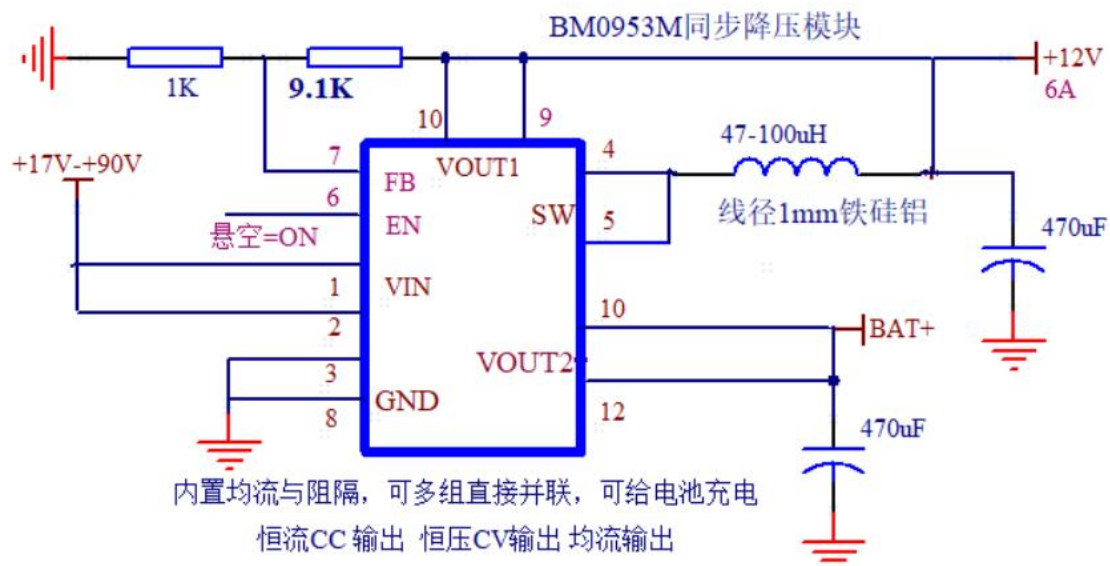 BM0953M同步降压模块
+12V
6A
1K
9.1K
10
9
47-100uH
+17V-+90V
7
VOUT1
4
FB
6
SW
线径1mm铁硅铝
EN
5
470uF
悬空=ON
1
VIN
10
BAT+
2
VOUT2
3
GND
8
12
470uF
内置均流与阻隔，可多组直接并联，可给电池充电
恒流CC 输出 恒压CV输出 均流输出